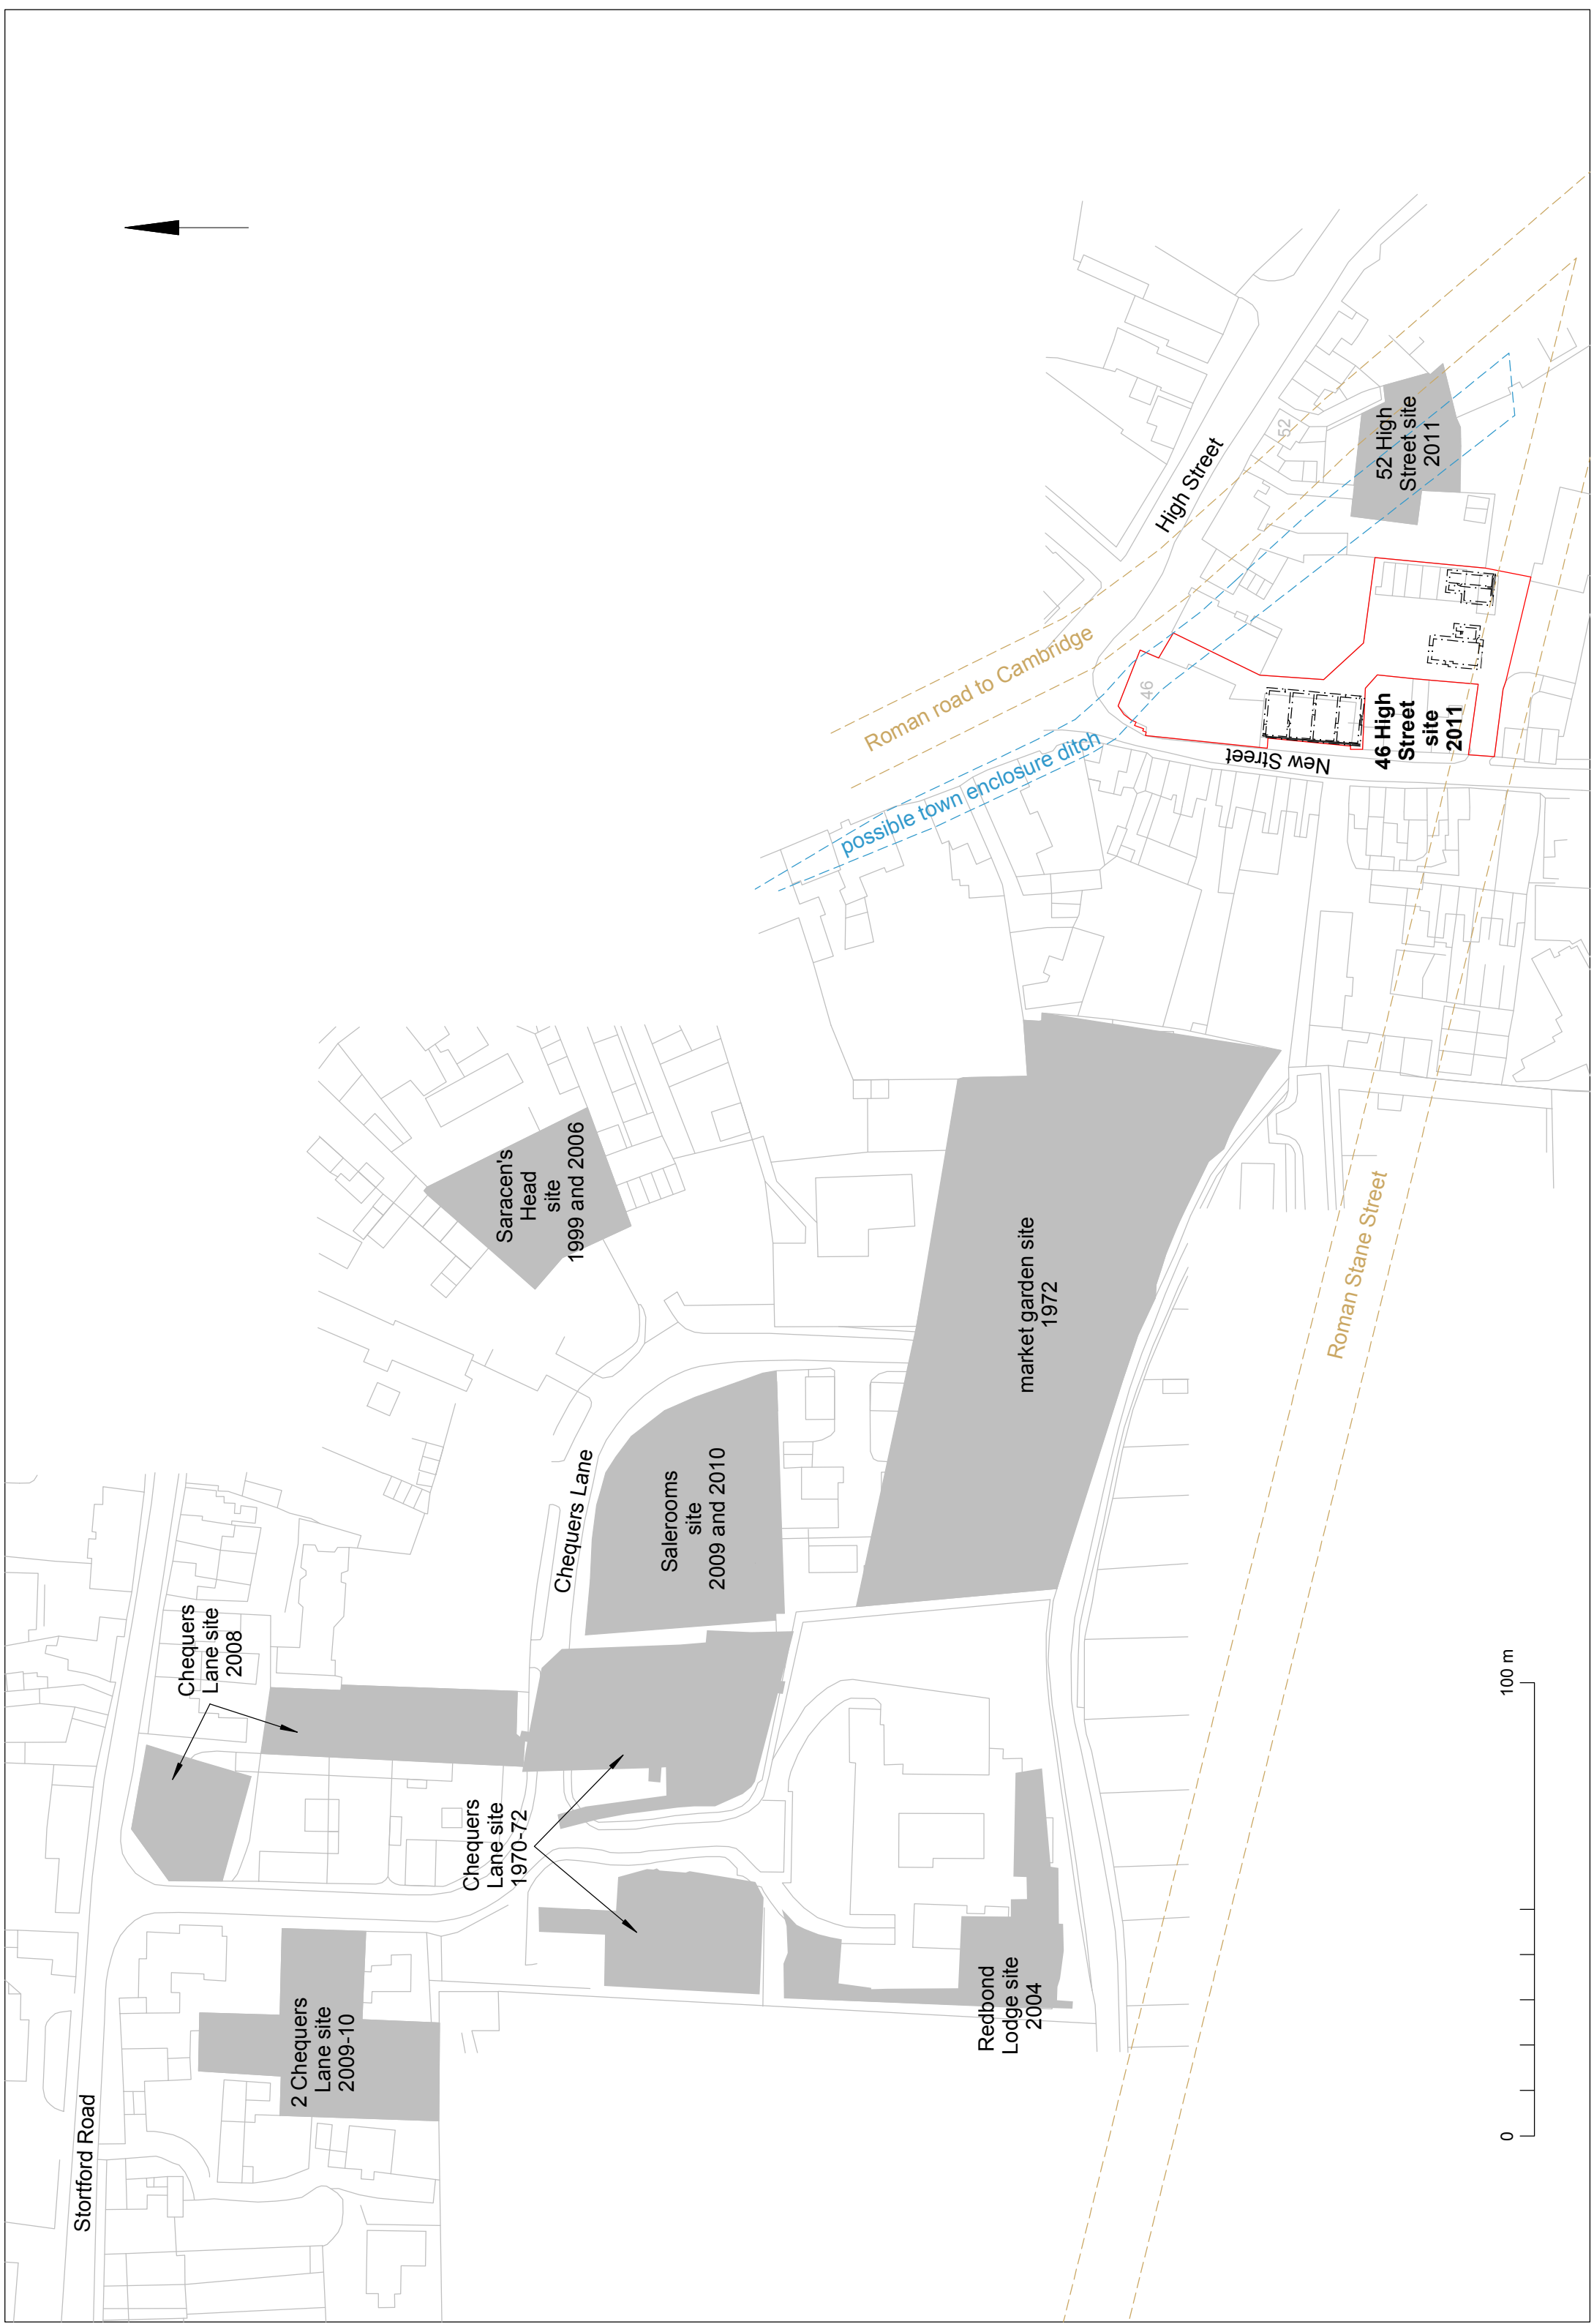 Stortford Road
2 Chequers
Lane site
2009-10
Chequers
Lane site
2008
Chequers
Lane site
1970-72
Chequers Lane
Salerooms
site
2009 and 2010
Saracen's
Head
site
1999 and 2006
Redbond
Lodge site
2004
market garden site
1972
Roman Stane Street
possible town enclosure ditch
Roman road to Cambridge
New Street
46
46 High
Street
site
2011
High Street
52
52 High
Street site
2011
0
100 m